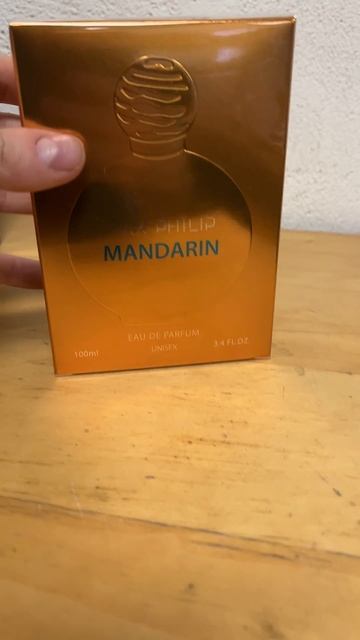 PHILIP
MANDARIN
EAU DE PARFUM
UNISEX
100ml
3.4 FL.OZ.